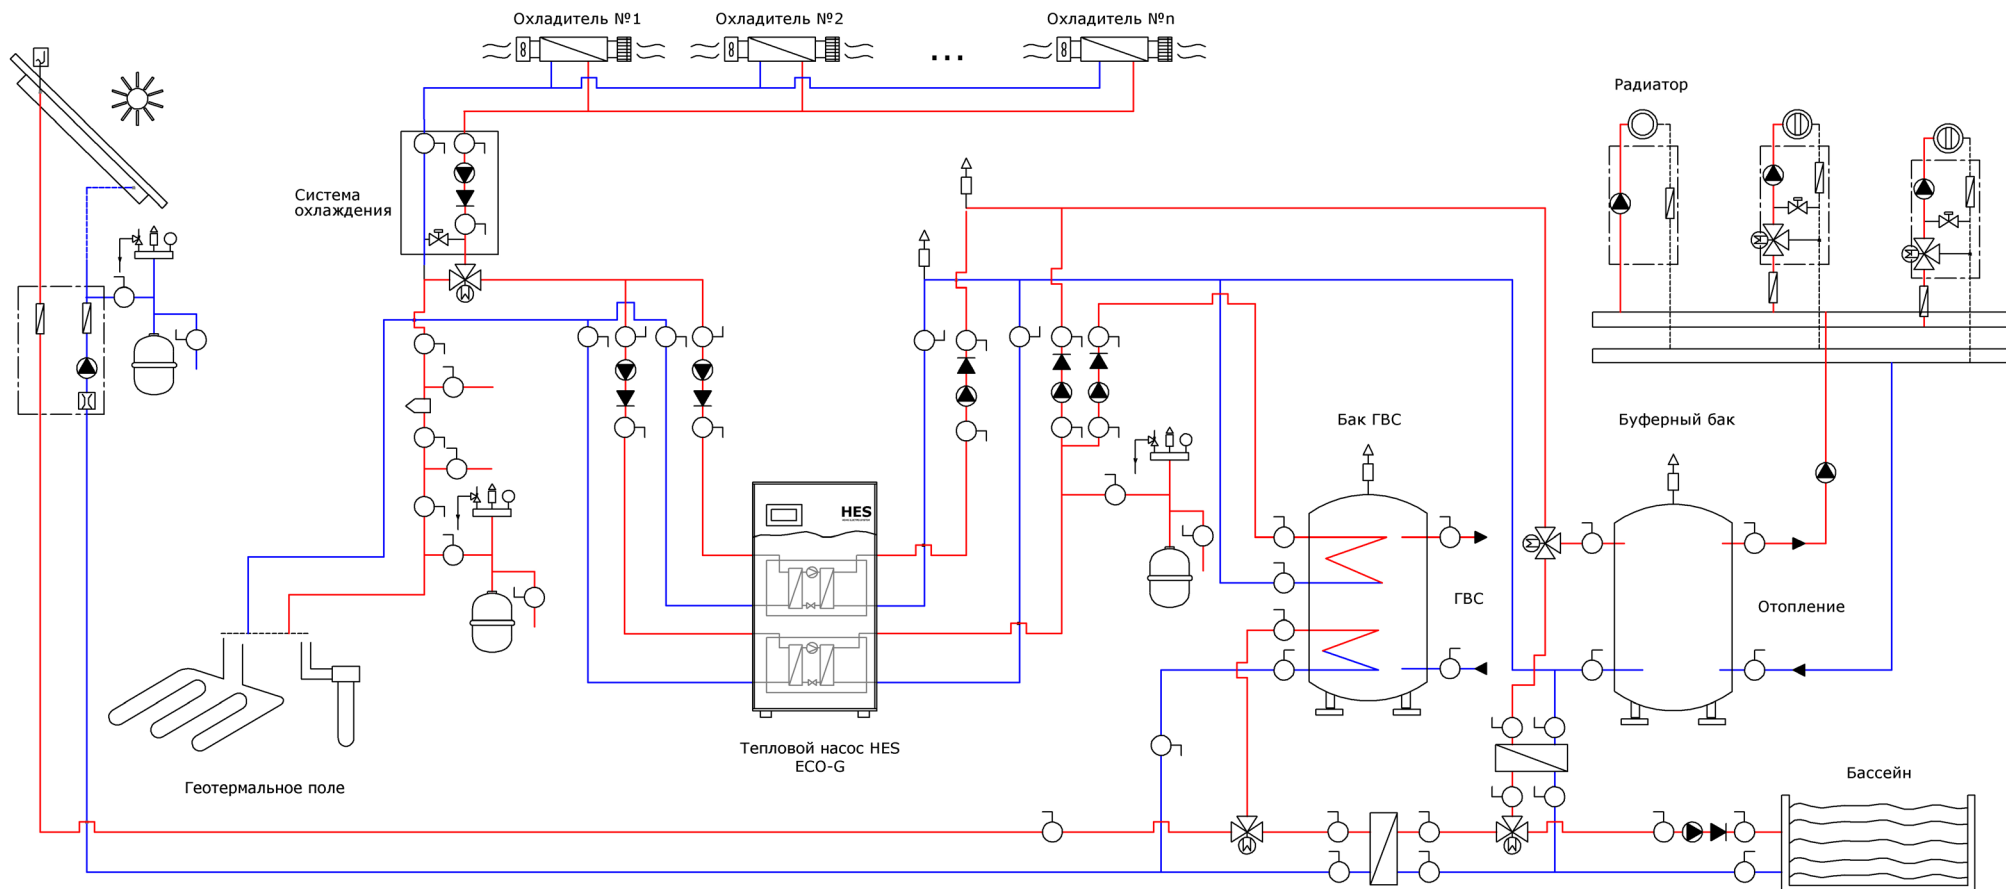 Охладитель №1
Охладитель №2
...
Охладитель №n
Радиатор
Система
охлаждения
Бак ГВС
Буферный бак
HES
ГВС
Отопление
Тепловой насос HES
ECO-G
Геотермальное поле
Бассейн